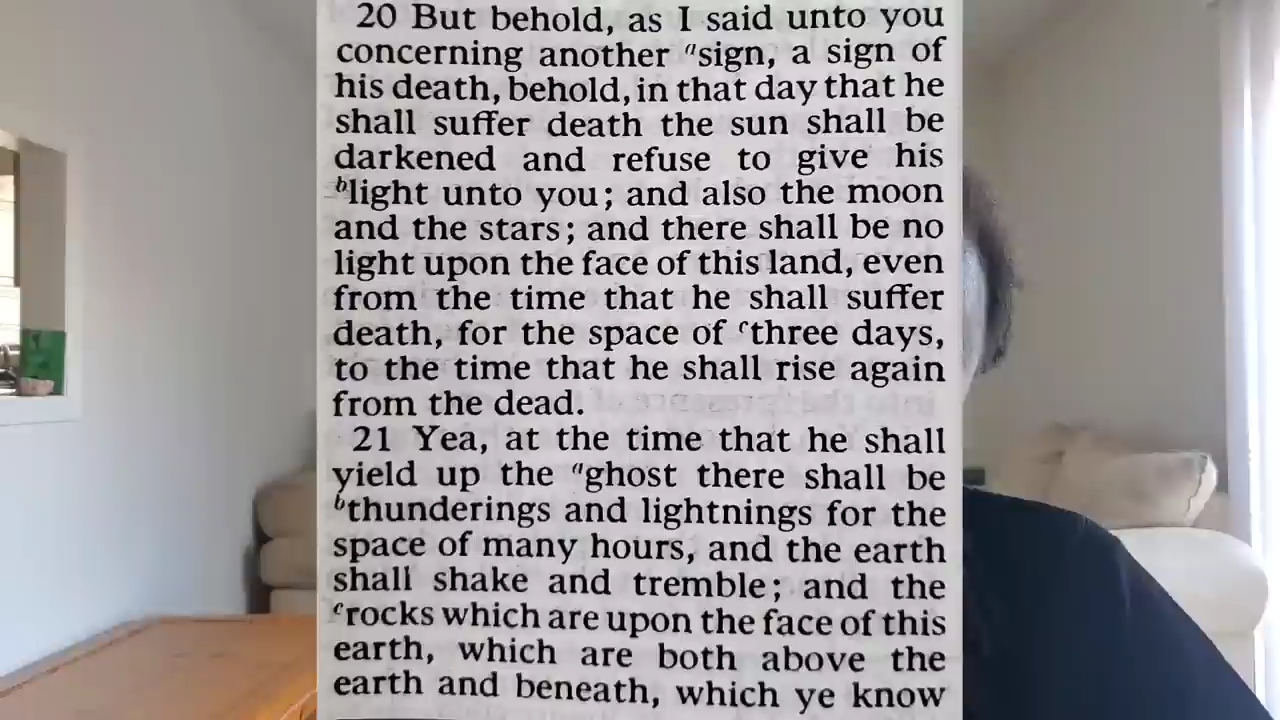 20 But behold, as I said unto you
concerning another ᵃsign, a sign of
his death, behold, in that day that he
shall suffer death the sun shall be
darkened and refuse to give his
ᵇlight unto you; and also the moon
and the stars; and there shall be no
light upon the face of this land, even
from the time that he shall suffer
death, for the space of ᶜthree days,
to the time that he shall rise again
from the dead.
21 Yea, at the time that he shall
yield up the ᵃghost there shall be
ᵇthunderings and lightnings for the
space of many hours, and the earth
shall shake and tremble; and the
ᶜrocks which are upon the face of this
earth, which are both above the
earth and beneath, which ye know